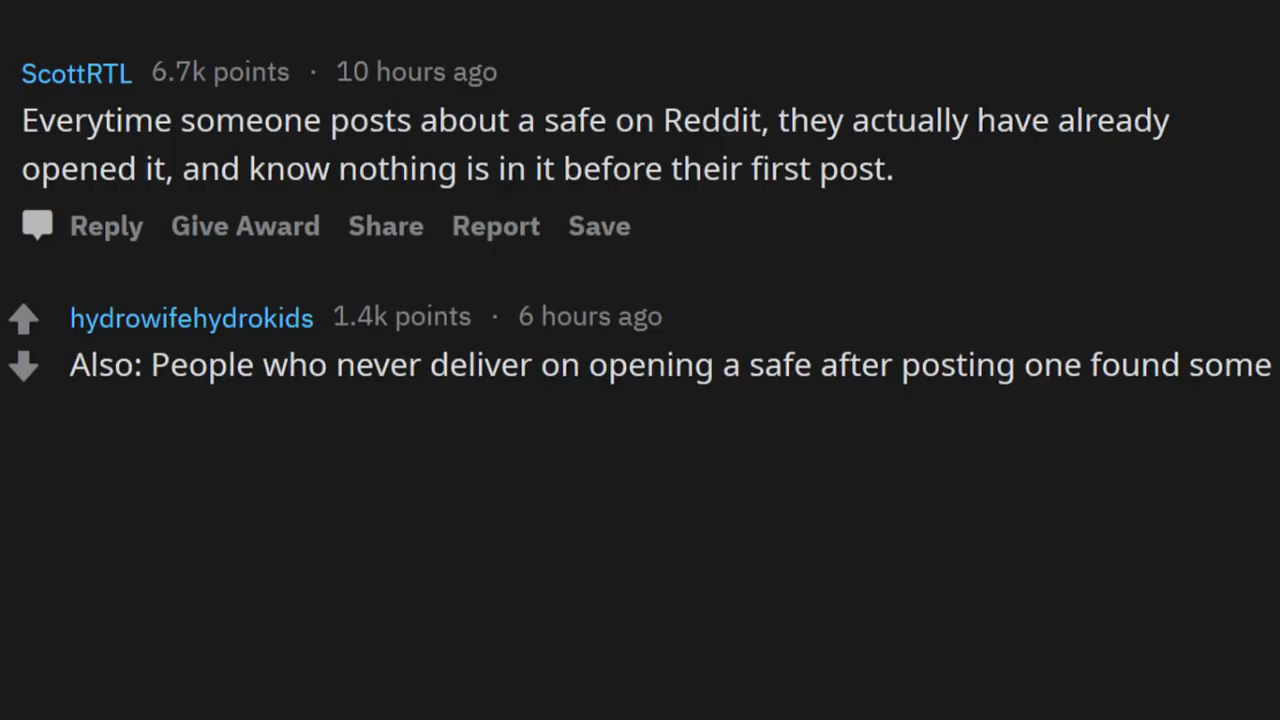 ScottRTL 6.7k points · 10 hours ago
Everytime someone posts about a safe on Reddit, they actually have already
opened it, and know nothing is in it before their first post.
Reply Give Award Share Report Save
hydrowifehydrokids 1.4k points · 6 hours ago
Also: People who never deliver on opening a safe after posting one found some